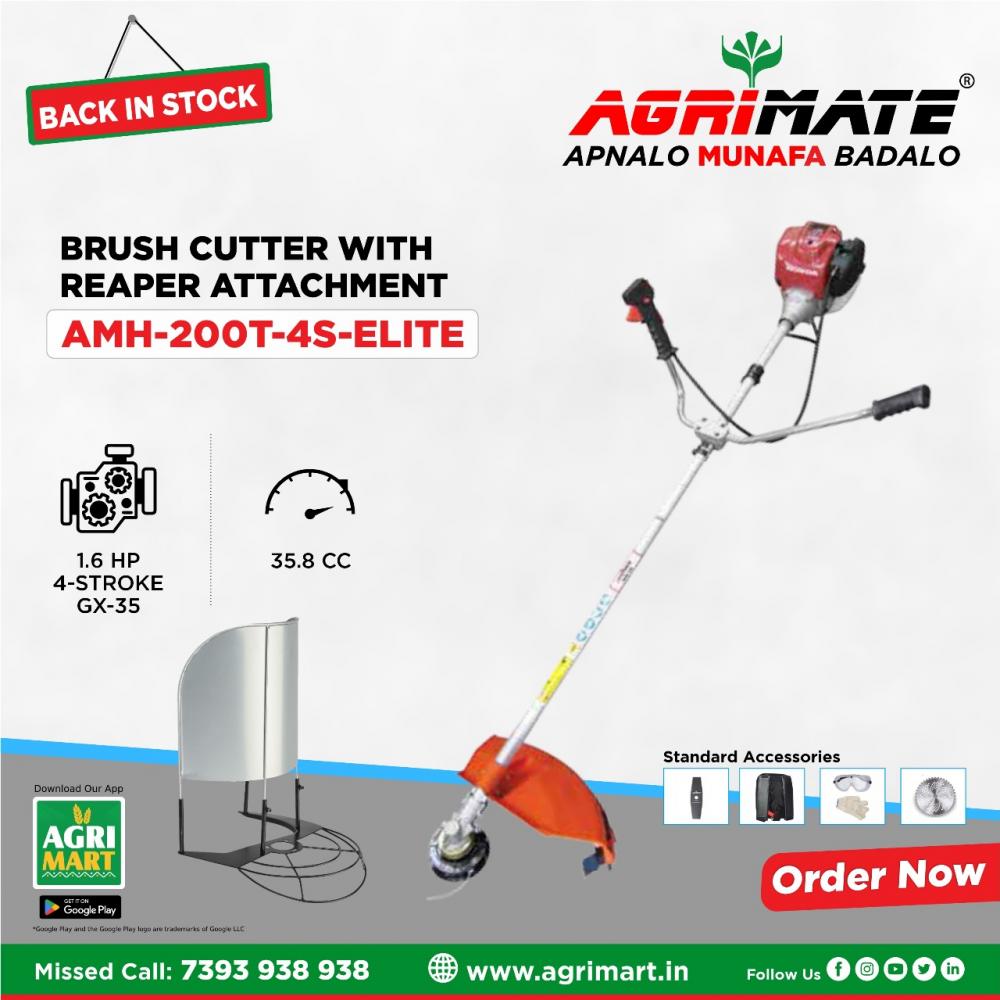 BACK IN STOCK
AGRIMATE®
APNALO MUNAFA BADALO
BRUSH CUTTER WITH
REAPER ATTACHMENT
AMH-200T-4S-ELITE
HONDA
1.6 HP
4-STROKE
GX-35
35.8 CC
Standard Accessories
Download Our App
AGRI
MART
GET IT ON
Google Play
*Google Play and the Google Play logo are trademarks of Google LLC
Order Now
Missed Call: 7393 938 938
www.agrimart.in
Follow Us